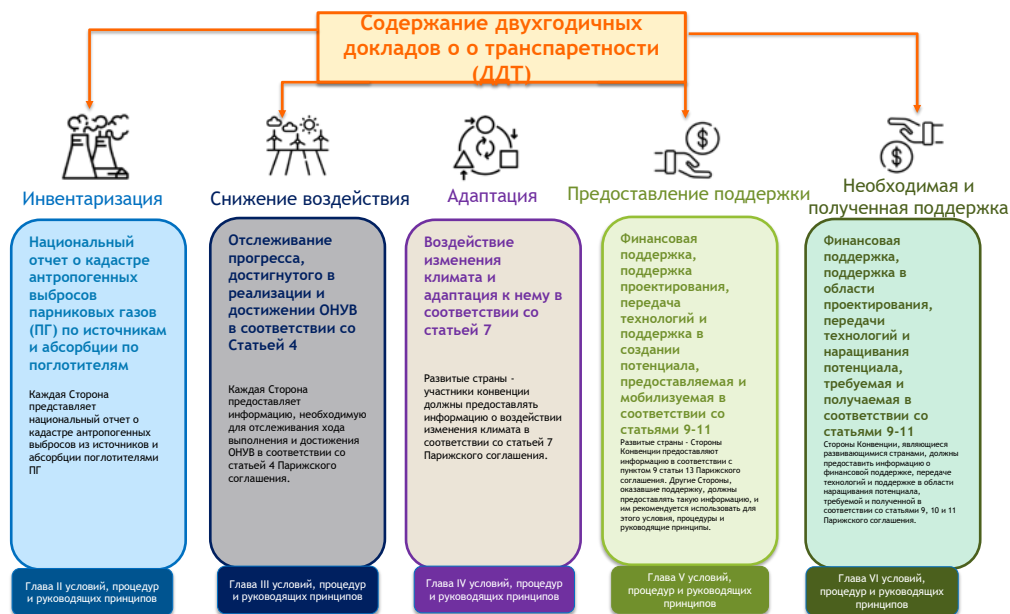 Содержание двухгодичных
докладов о о транспаретности
(ДДТ)
Инвентаризация
Национального
отчет о кадастре
антропогенных
выбросов
парниковых газов
(ПГ) по источникам
и абсорбции по
поглотителям
Каждая Сторона
представляет
национальный отчет о
кадастре антропогенных
выбросов из источников и
абсорбции поглотителями
ПГ
Глава II условий, процедур
и руководящих принципов
Снижение воздействия
Отслеживание
прогресса,
достигнутого в
реализации и
достижении ОНУВ
в соответствии со
Статьей 4
Каждая Сторона
предоставляет
информацию, необходимую
для отслеживания хода
выполнения и достижения
ОНУВ в соответствии со
статьей 4 Парижского
соглашения.
Глава III условий, процедур
и руководящих принципов
Адаптация
Воздействие
изменения
климата и
адаптация к нему в
соответствии со
статьей 7
Развитые страны -
участники конвенции
должны предоставлять
информацию о воздействии
изменения климата в
соответствии со статьей 7
Парижского соглашения.
Глава IV условий, процедур
и руководящих принципов
Предоставление поддержки
Финансовая
поддержка,
поддержка
проектирования,
передача
технологий и
поддержка в
создании
потенциала,
предоставляемая и
мобилизуемая в
соответствии со
статьями 9-11
Развитые страны - Стороны
Конвенции предоставляют
информацию в соответствии с
пунктом 9 статьи 13 Парижского
соглашения. Другие Стороны,
оказавшие поддержку, должны
предоставлять такую информацию, и
им рекомендуется использовать для
этого условия, процедуры и
руководящие принципы.
Глава V условий,
процедур и руководящих
принципов
Необходимая и
полученная поддержка
Финансовая
поддержка,
поддержка в
области
проектирования,
передачи
технологий и
наращивания
потенциала,
требуемая и
получаемая в
соответствии со
статьями 9-11
Стороны Конвенции, являющиеся
развивающимися странами, должны
предоставить информацию о
финансовой поддержке, передаче
технологий и поддержке в области
наращивания потенциала,
требуемой и полученной в
соответствии со статьями 9, 10 и 11
Парижского соглашения.
Глава VI условий,
процедур и руководящих
принципов